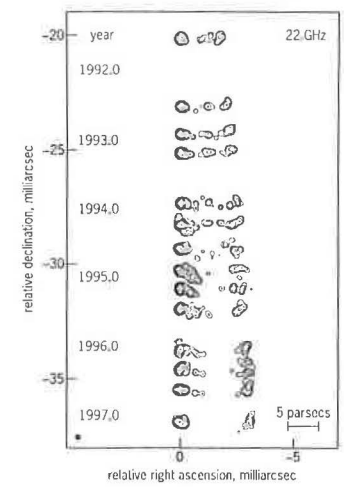 -20
year
22 GHz
1992.0
1993.0
-25
1994.0
-30
1995.0
1996.0
-35
1997.0
5 parsecs
0
-5
relative declination, milliarcsec
relative right ascension, milliarcsec